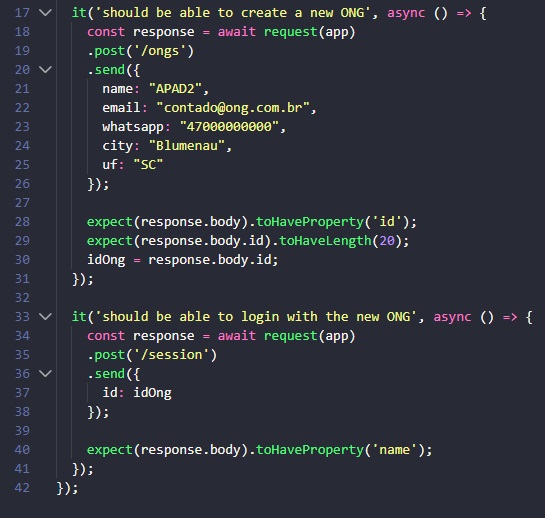 17 it('should be able to create a new ONG', async () => {
18 const response = await request(app)
19 .post('/ongs')
20 .send({
21 name: "APAD2",
22 email: "contado@ong.com.br",
23 whatsapp: "47000000000",
24 city: "Blumenau",
25 uf: "SC"
26 });
27
28 expect(response.body).toHaveProperty('id');
29 expect(response.body.id).toHaveLength(20);
30 idOng = response.body.id;
31 });
32
33 it('should be able to login with the new ONG', async () => {
34 const response = await request(app)
35 .post('/session')
36 .send({
37 id: idOng
38 });
39
40 expect(response.body).toHaveProperty('name');
41 });
42 });